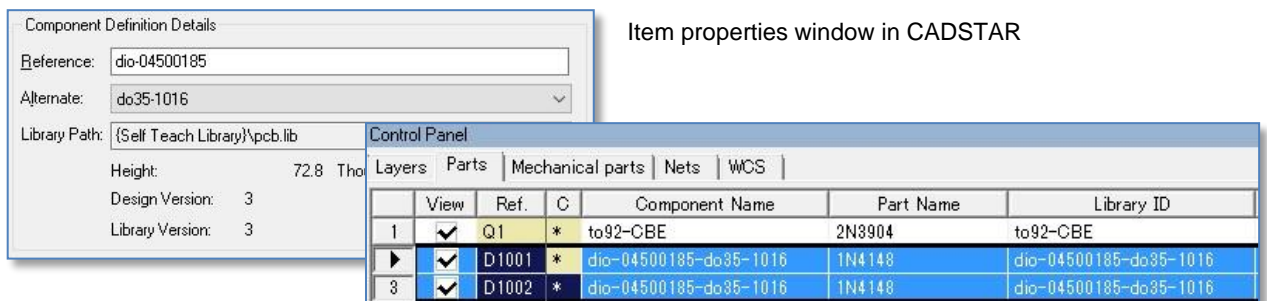 Component Definition Details
Item properties window in CADSTAR
Reference: dio-04500185
Alternate: do35-1016
Library Path: {Self Teach Library}\pcb.lib
Height: 72.8
Design Version: 3
Library Version: 3
Control Panel
Layers Parts Mechanical parts Nets WCS
View Ref. C Component Name Part Name Library ID
1 Q1 * to92-CBE 2N3904 to92-CBE
D1001 * dio-04500185-do35-1016 1N4148 dio-04500185-do35-1016
3 D1002 * dio-04500185-do35-1016 1N4148 dio-04500185-do35-1016